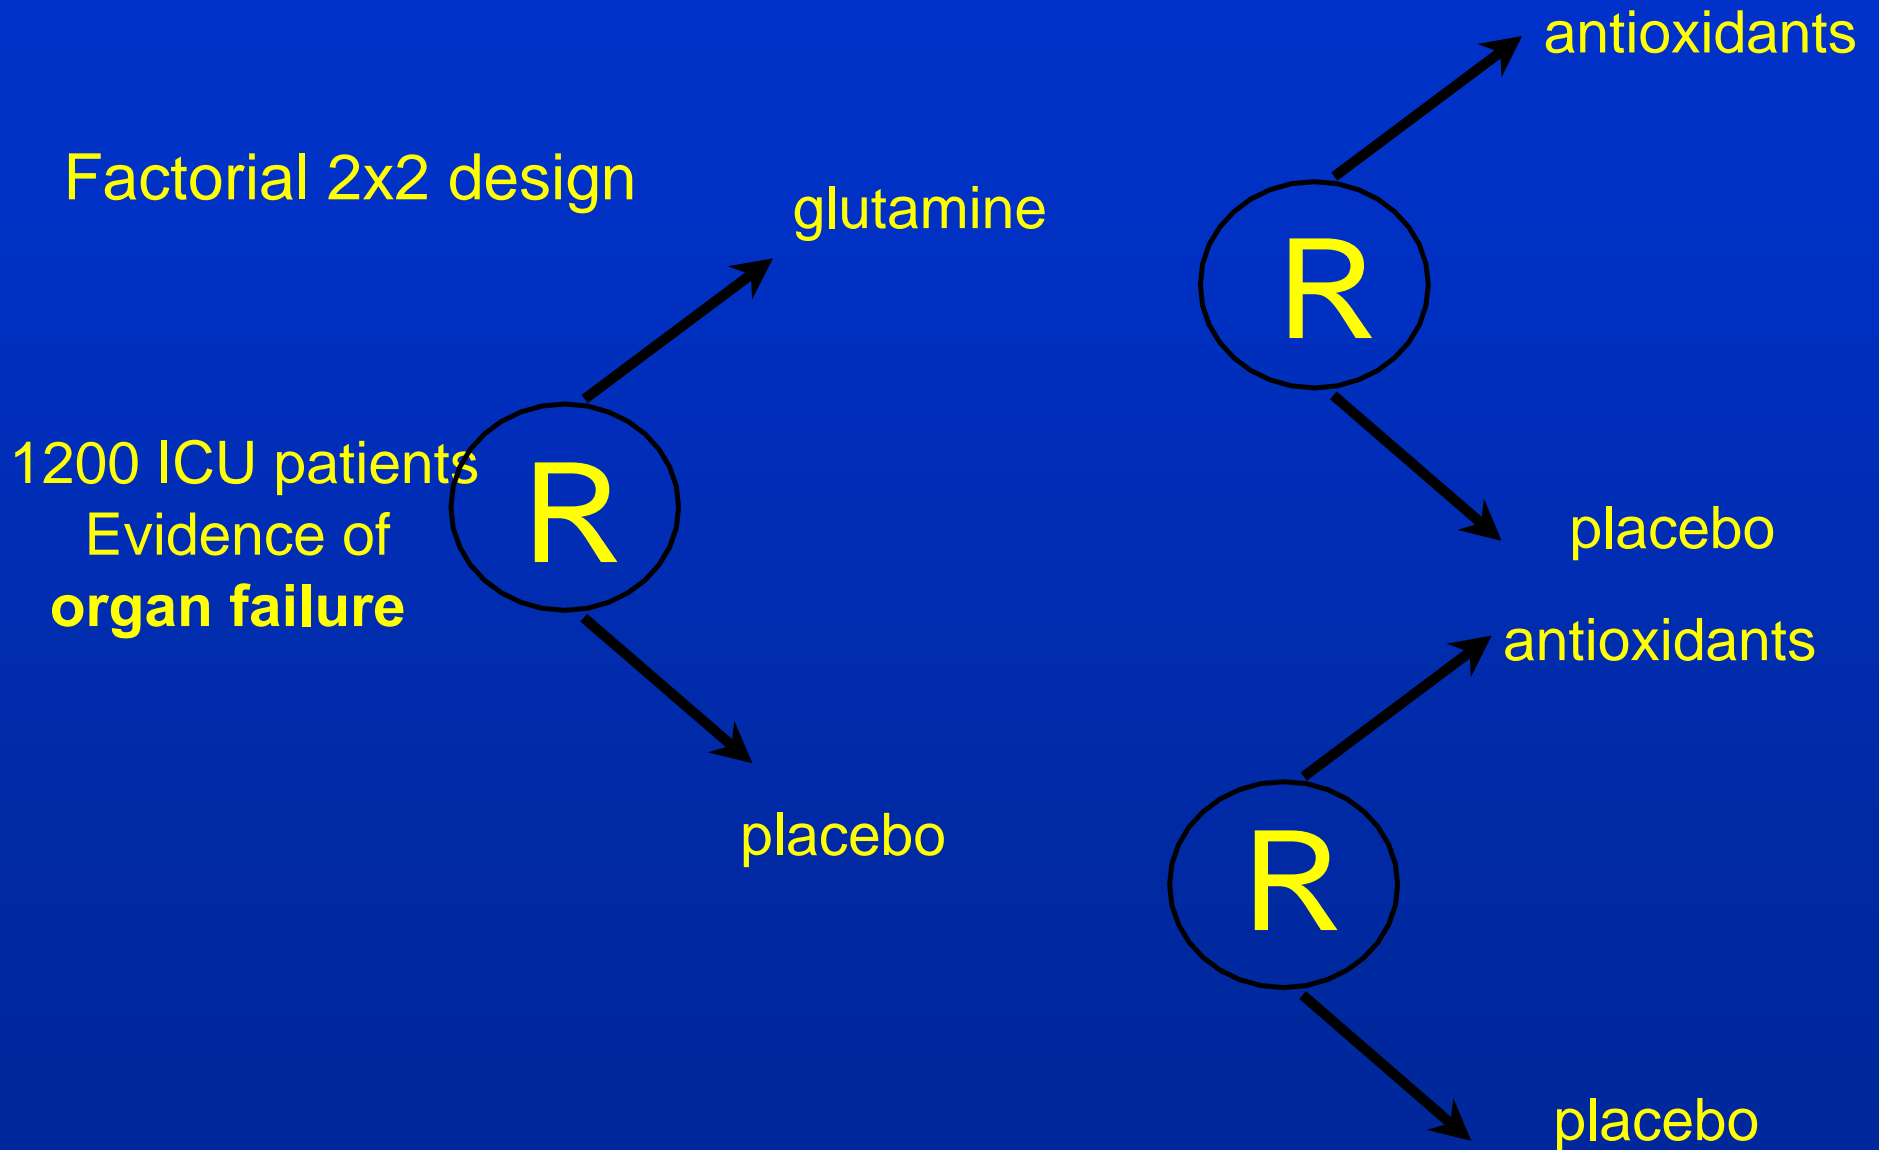 antioxidants
Factorial 2x2 design
glutamine
R
1200 ICU patients
Evidence of
organ failure
R
placebo
antioxidants
placebo
R
placebo